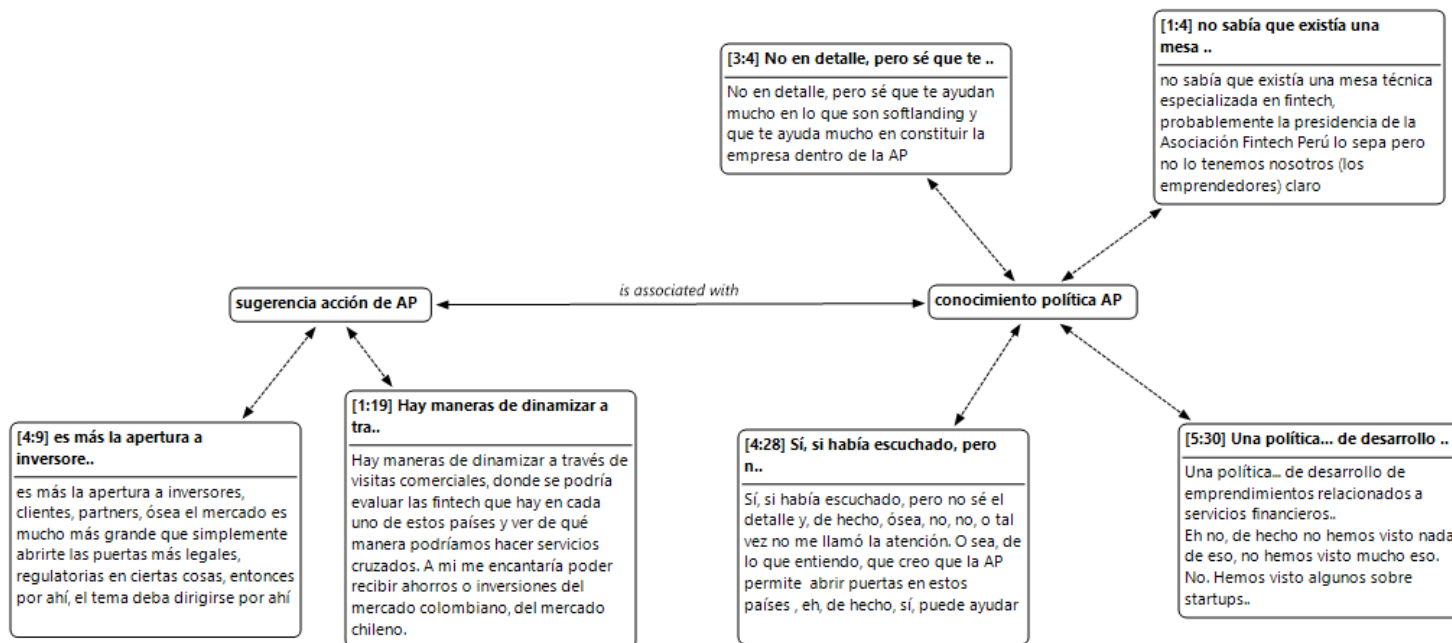 [1:4] no sabía que existía una
mesa ..
no sabía que existía una mesa técnica
especializada en fintech,
probablemente la presidencia de la
Asociación Fintech Perú lo sepa pero
no lo tenemos nosotros (los
emprendedores) claro
[3:4] No en detalle, pero sé que te ..
No en detalle, pero sé que te ayudan
mucho en lo que son softlanding y
que te ayuda mucho en constituir la
empresa dentro de la AP
sugerencia acción de AP
is associated with
conocimiento política AP
[4:9] es más la apertura a
inversore..
es más la apertura a inversores,
clientes, partners, ósea el mercado es
mucho más grande que simplemente
abrirte las puertas más legales,
regulatorias en ciertas cosas, entonces
por ahí, el tema deba dirigirse por ahí
[1:19] Hay maneras de dinamizar a
tra..
Hay maneras de dinamizar a través de
visitas comerciales, donde se podría
evaluar las fintech que hay en cada
uno de estos países y ver de qué
manera podríamos hacer servicios
cruzados. A mi me encantaría poder
recibir ahorros o inversiones del
mercado colombiano, del mercado
chileno.
[4:28] Sí, si había escuchado, pero
n..
Sí, si había escuchado, pero no sé el
detalle y, de hecho, ósea, no, no, o tal
vez no me llamó la atención. O sea, de
lo que entiendo, que creo que la AP
permite abrir puertas en estos
países , eh, de hecho, sí, puede ayudar
[5:30] Una política... de desarrollo ..
Una política... de desarrollo de
emprendimientos relacionados a
servicios financieros..
Eh no, de hecho no hemos visto nada
de eso, no hemos visto mucho eso.
No. Hemos visto algunos sobre
startups..